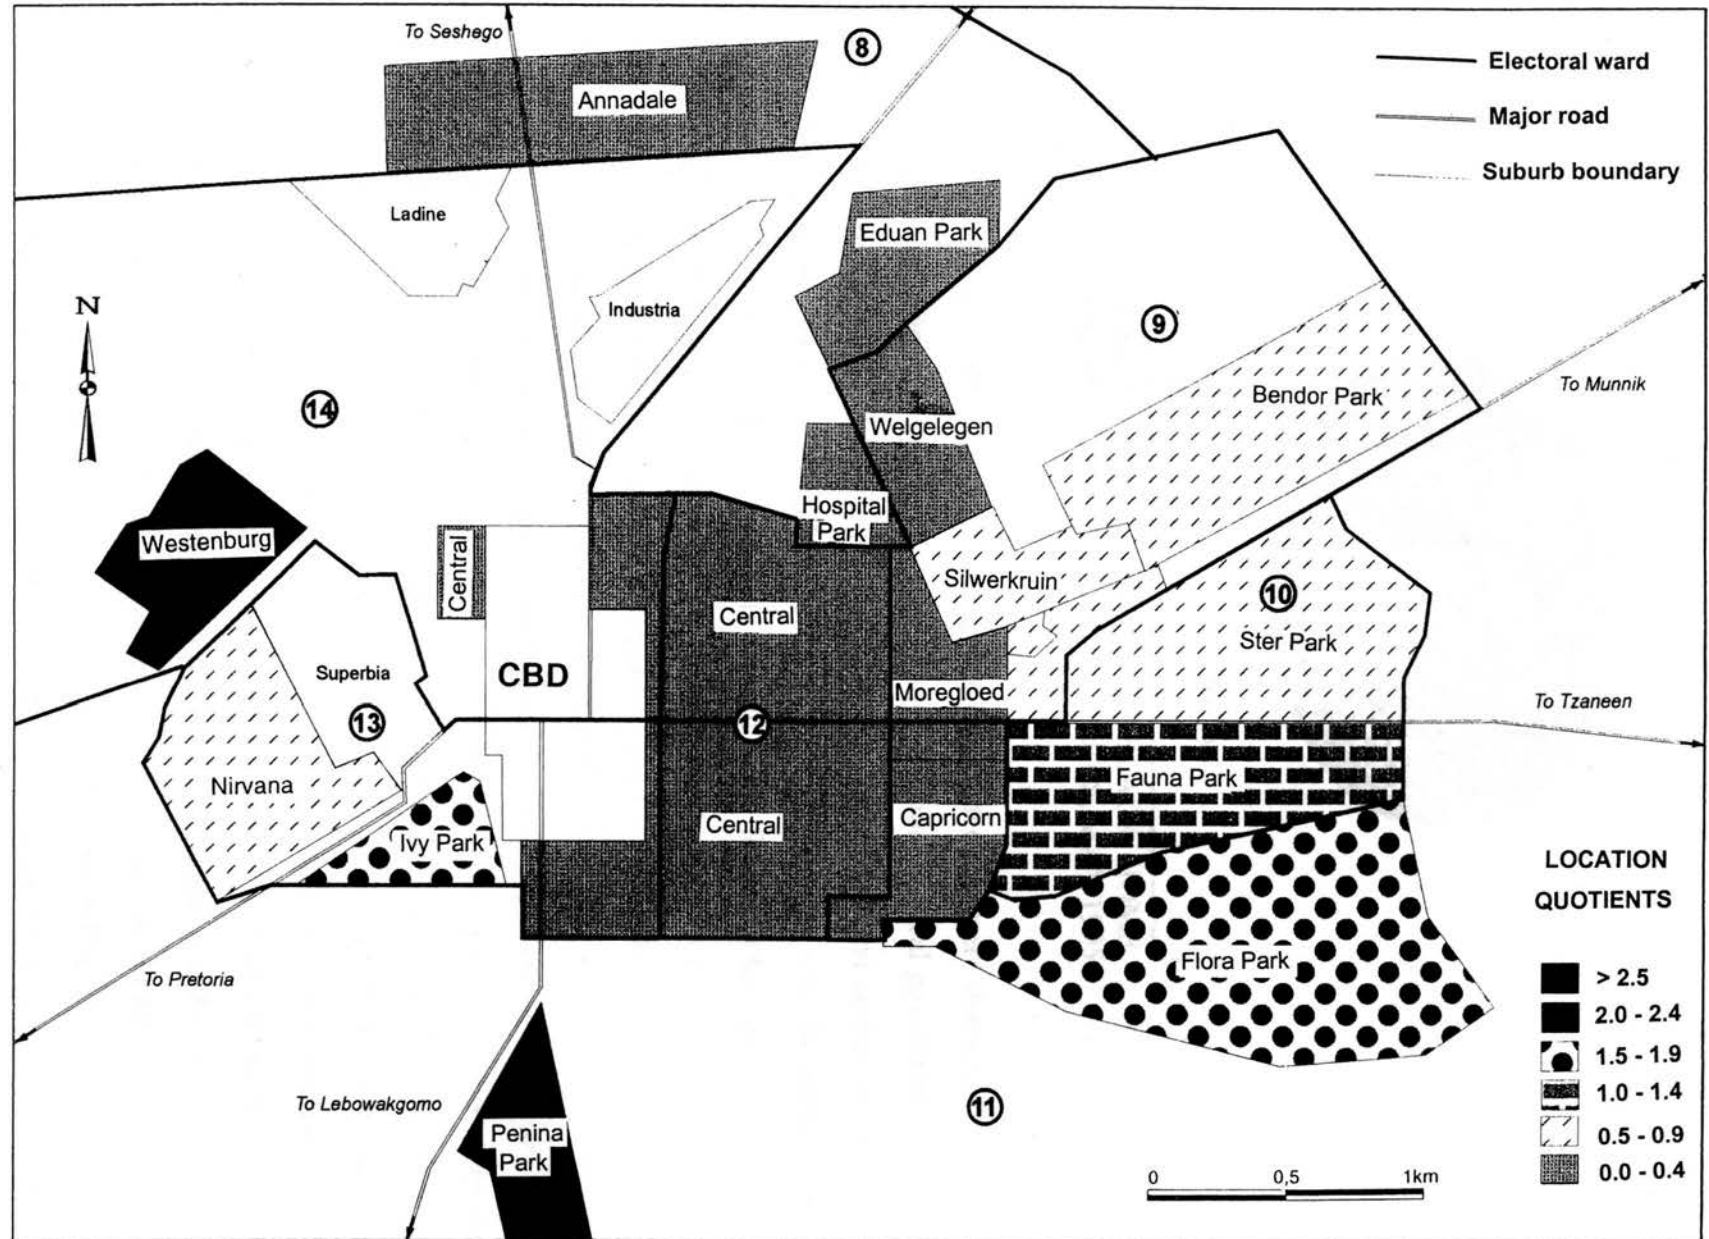 To Seshego
8
Electoral ward
Annadale
Major road
Suburb boundary
Ladine
Eduan Park
N
Industria
9
To Munnik
Bendor Park
14
Welgelegen
Hospital
Park
Westenburg
Central
Silwerkruin
10
Central
Ster Park
Superbia
CBD
Moregloed
To Tzaneen
13
12
Nirvana
Fauna Park
Capricorn
Central
Ivy Park
LOCATION
QUOTIENTS
Flora Park
To Pretoria
> 2.5
2.0 - 2.4
1.5 - 1.9
1.0 - 1.4
0.5 - 0.9
0.0 - 0.4
To Lebowakgomo
11
Penina
Park
0 0,5 1km